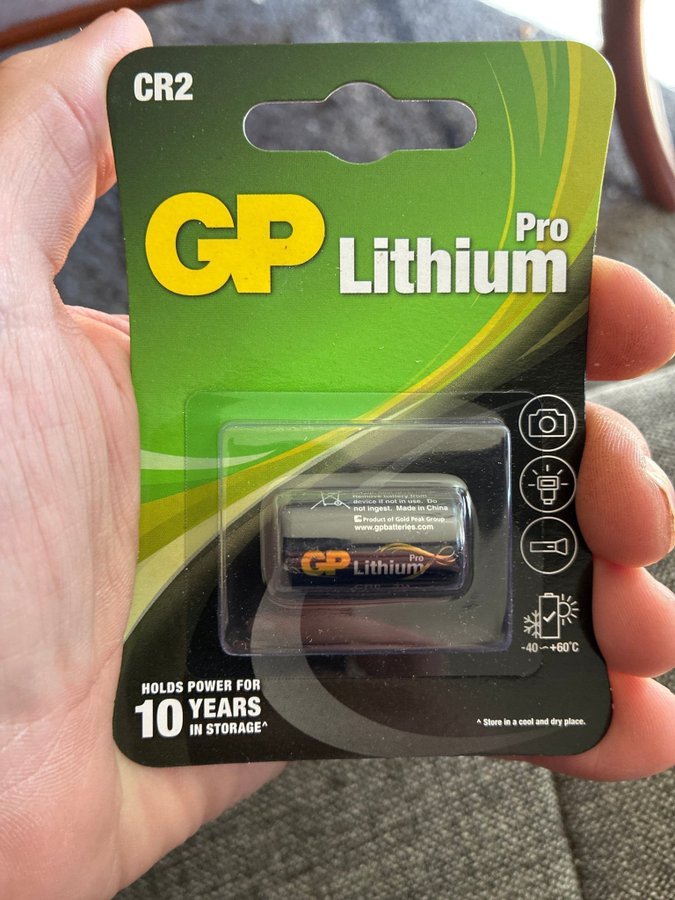 CR2
GP
Pro
Lithium
Remove battery from
device if not in use. Do
not ingest. Made in China
Product of Gold Peak Group
www.gpbatteries.com
GP
Pro
Lithium
-40~+60°C
HOLDS POWER FOR
10 YEARS
IN STORAGE^
^ Store in a cool and dry place.